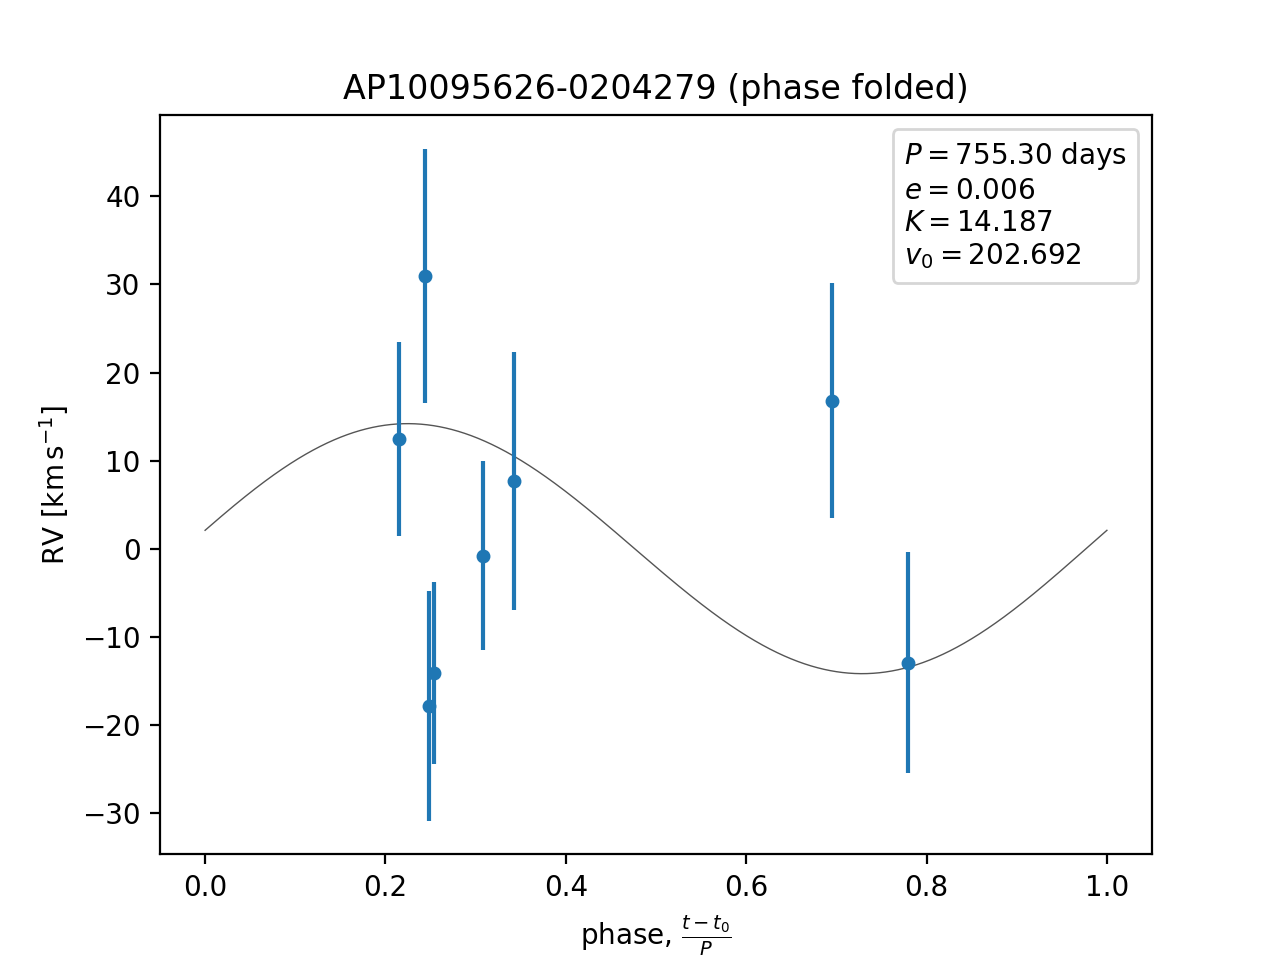 AP10095626-0204279 (phase folded)
P = 755.30 days
e = 0.006
K = 14.187
v₀ = 202.692
40
30
20
10
0
−10
−20
−30
RV [km s⁻¹]
0.0 0.2 0.4 0.6 0.8 1.0
phase, (t − t₀)/P